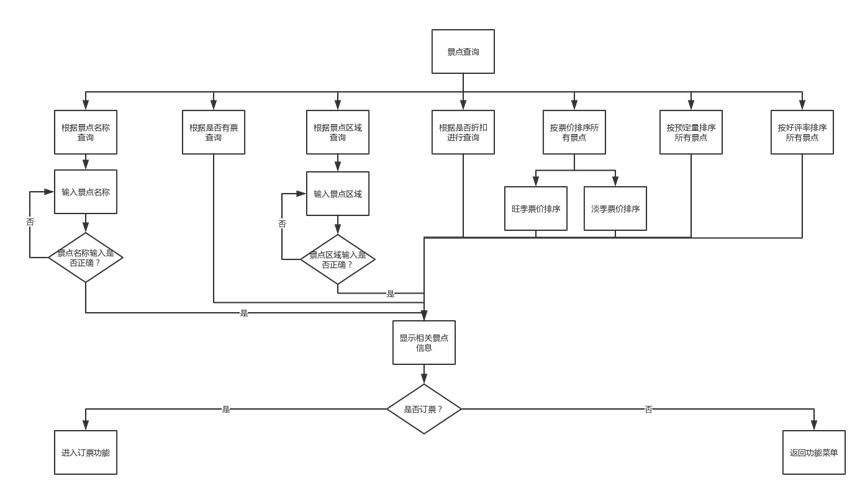 景点查询
根据景点名称
查询
根据是否有票
查询
根据景点区域
查询
根据是否折扣
进行查询
按票价排序所
有景点
按预定量排序
所有景点
按好评率排序
所有景点
输入景点名称
输入景点区域
旺季票价排序
淡季票价排序
否
否
景点名称输入是
否正确？
景点区域输入是
否正确？
是
是
显示相关景点
信息
是否订票？
是
否
进入订票功能
返回功能菜单